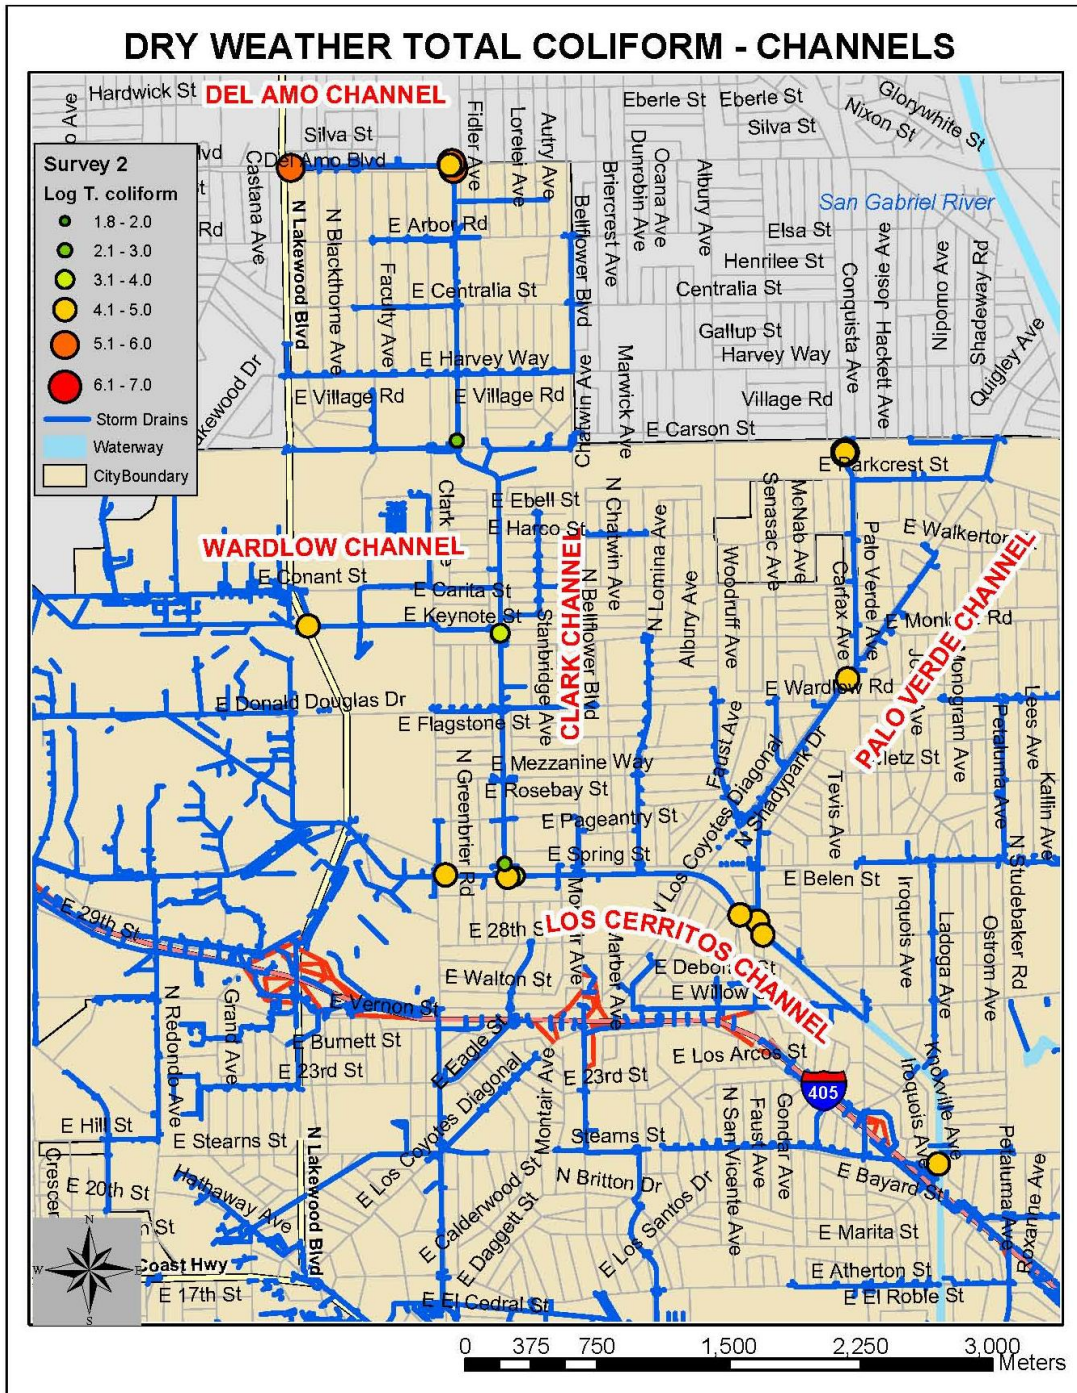 DRY WEATHER TOTAL COLIFORM - CHANNELS
Hardwick St
DEL AMO CHANNEL
Eberle St
Eberle St
Glorywhite St
Nixon St
Silva St
Silva St
Fidler Ave
Lorelei Ave
Autry Ave
Dunrobin Ave
Ocana Ave
Albury Ave
Briercrest Ave
Del Amo Blvd
Castana Ave
Survey 2
Log T. coliform
1.8 - 2.0
2.1 - 3.0
3.1 - 4.0
4.1 - 5.0
5.1 - 6.0
6.1 - 7.0
Storm Drains
Waterway
CityBoundary
San Gabriel River
N Lakewood Blvd
N Blackthorne Ave
Faculty Ave
E Arbor Rd
Bellflower Blvd
Elsa St
Henrilee St
Centralia St
E Centralia St
Conquista Ave
Josie Ave
Hackett Ave
Nipomo Ave
Shadeway Rd
Quigley Ave
Gallup St
Harvey Way
E Harvey Way
Village Rd
E Village Rd
E Village Rd
Chatwin Ave
Marwick Ave
E Carson St
E Parkcrest St
Clark
E Ebell St
E Harco St
N Chatwin Ave
N Lomina Ave
Senasac Ave
McNab Ave
E Walkerto
WARDLOW CHANNEL
CLARK CHANNEL
PALO VERDE CHANNEL
E Conant St
E Carita St
E Keynote St
Stanbridge Ave
N Bellflower Blvd
Albury Ave
Woodruff Ave
Carfax Ave
Palo Verde Ave
Monogram Ave
E Wardlow Rd
E Donald Douglas Dr
E Flagstone St
Faust Ave
Lees Ave
Petaluma Ave
Kallin Ave
E Mezzanine Way
N Los Coyotes Diagonal
N Shadypark Dr
Tevis Ave
E Rosebay St
N Greenbrier Rd
E Pageantry St
E Spring St
E Belen St
N Studebaker Rd
Iroquois Ave
Ladoga Ave
Ostrom Ave
E 29th St
E 28th S
LOS CERRITOS CHANNEL
Marber Ave
E Walton St
E Willow S
E Vernon St
N Redondo Ave
Grand Ave
E Burnett St
E Eagle St
E Los Arcos St
405
E 23rd St
E 23rd St
Montair Ave
N San Vicente Ave
Faust Ave
Gondar Ave
Iroquois Ave
Knoxville Ave
E Hill St
E Stearns St
Stearns St
E Los Coyotes Diagonal
E 20th St
Hathaway Ave
N Lakewood Blvd
E Calderwood St
E Daggett St
N Britton Dr
E Los Santos Dr
E Bayard St
Petaluma Ave
Roxanne Ave
E Marita St
E Atherton St
E El Roble St
Coast Hwy
E 17th St
E El Cedral St
N
W
E
S
0 375 750 1,500 2,250 3,000
Meters